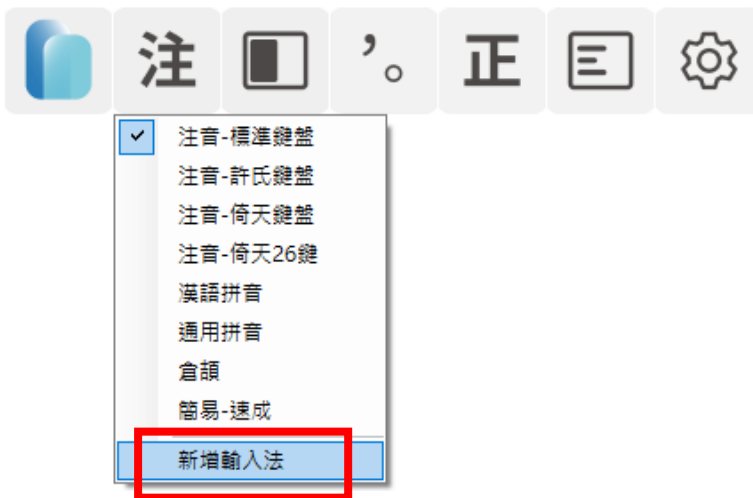 注 ，。 正
注音-標準鍵盤
注音-許氏鍵盤
注音-倚天鍵盤
注音-倚天26鍵
漢語拼音
通用拼音
倉頡
簡易-速成
新增輸入法